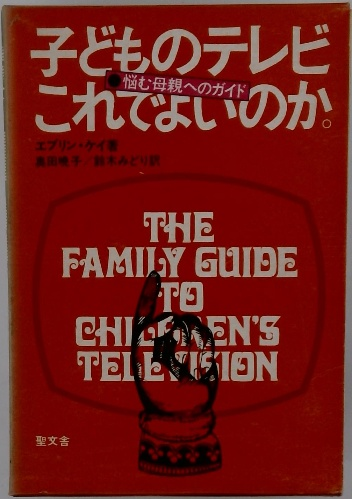 子どものテレビ
●悩む母親へのガイド
これでよいのか。
エブリン・ケイ著
奥田暁子/鈴木みどり訳
THE
FAMILY GUIDE
TO
CHILDREN'S
TELEVISION
聖文舎